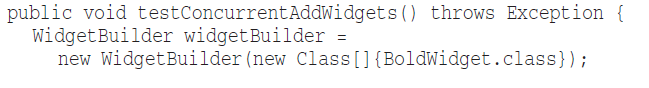 public void testConcurrentAddWidgets() throws Exception {
WidgetBuilder widgetBuilder =
new WidgetBuilder(new Class[]{BoldWidget.class});